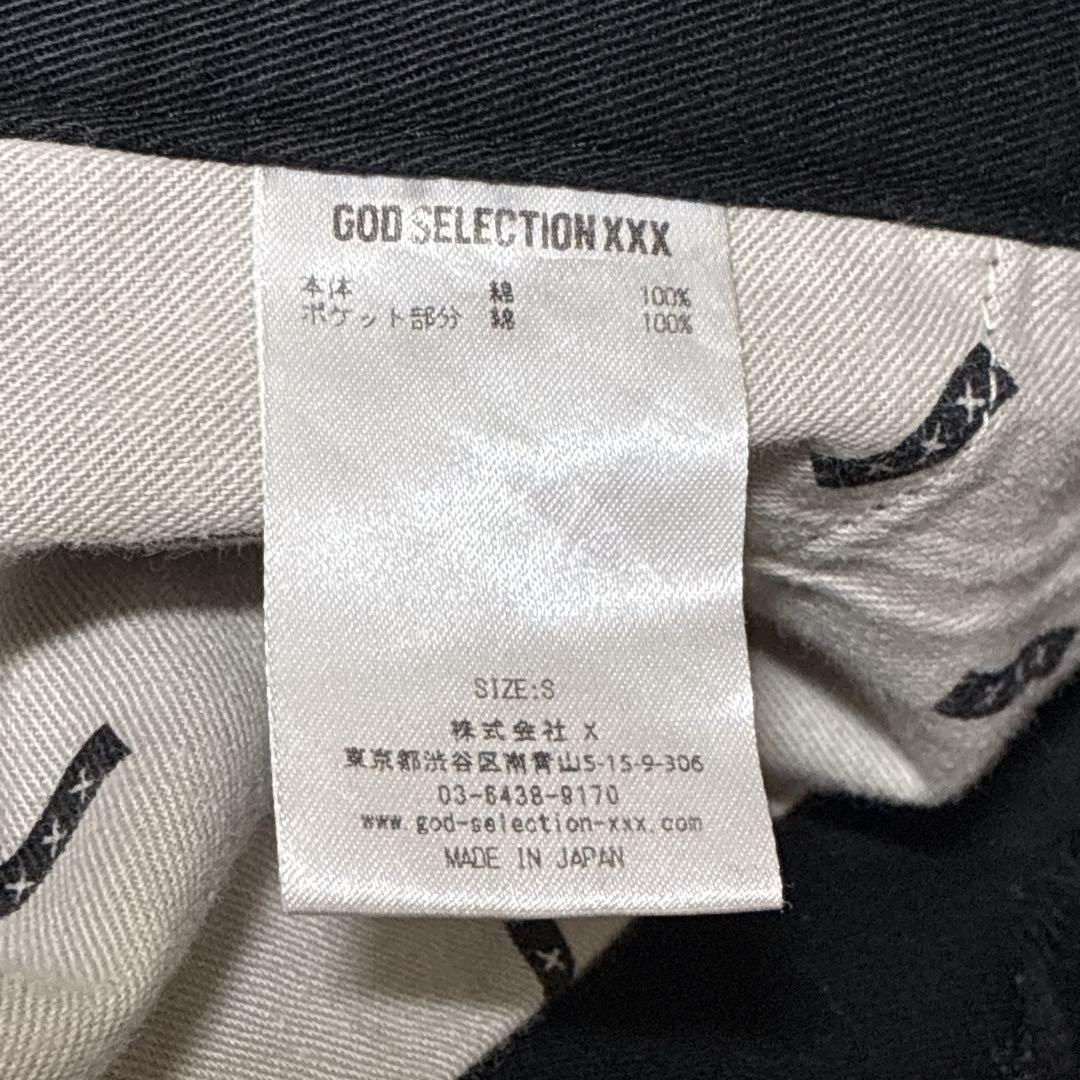 GOD SELECTION XXX
本体 綿 100%
ポケット部分 綿 100%
SIZE:S
株式会社 X
東京都渋谷区南青山5-15-9-306
03-6438-9170
www.god-selection-xxx.com
MADE IN JAPAN